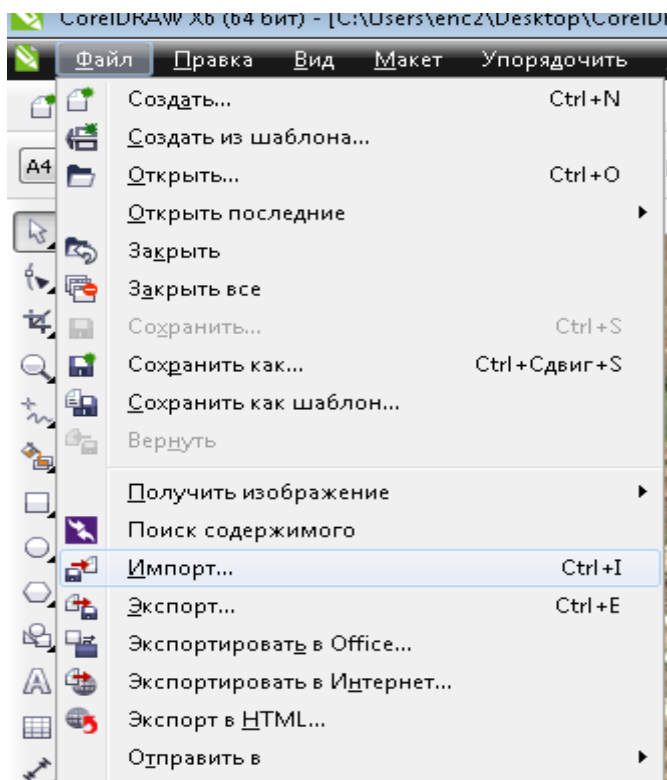 CorelDRAW X6 (64 бит) - [C:\Users\enc2\Desktop\CorelD
Файл Правка Вид Макет Упорядочить
A4
Создать... Ctrl+N
Создать из шаблона...
Открыть... Ctrl+O
Открыть последние
Закрыть
Закрыть все
Сохранить... Ctrl+S
Сохранить как... Ctrl+Сдвиг+S
Сохранить как шаблон...
Вернуть
Получить изображение
Поиск содержимого
Импорт... Ctrl+I
Экспорт... Ctrl+E
Экспортировать в Office...
Экспортировать в Интернет...
Экспорт в HTML...
Отправить в